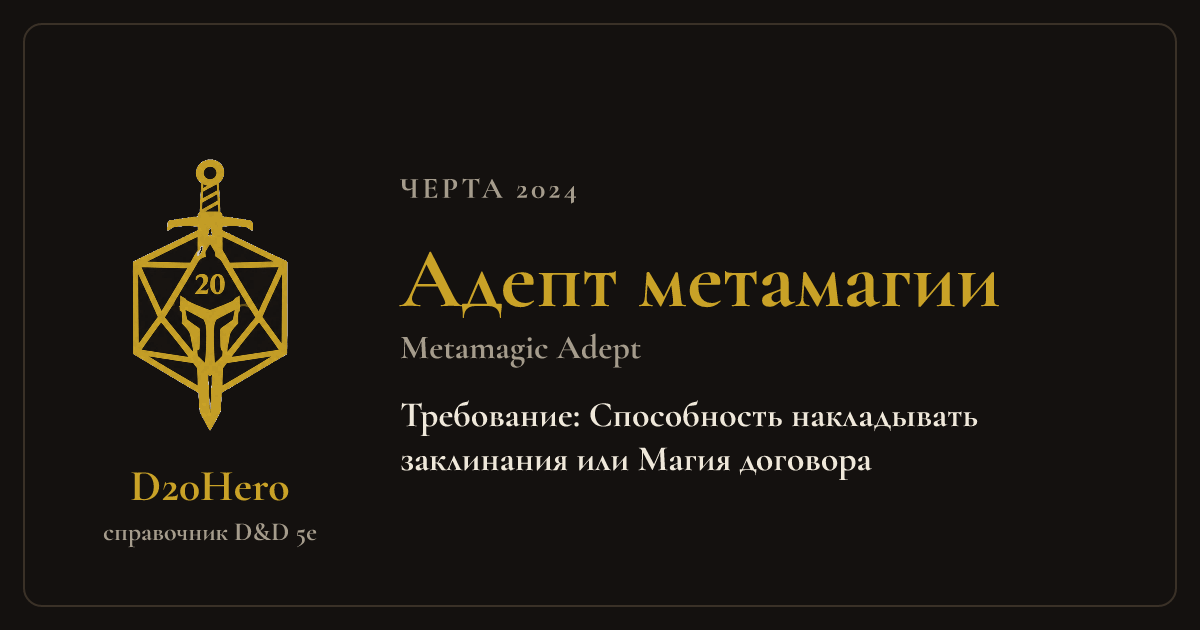 20
D20Hero
справочник D&D 5e
ЧЕРТА 2024
Адепт метамагии
Metamagic Adept
Требование: Способность накладывать
заклинания или Магия договора